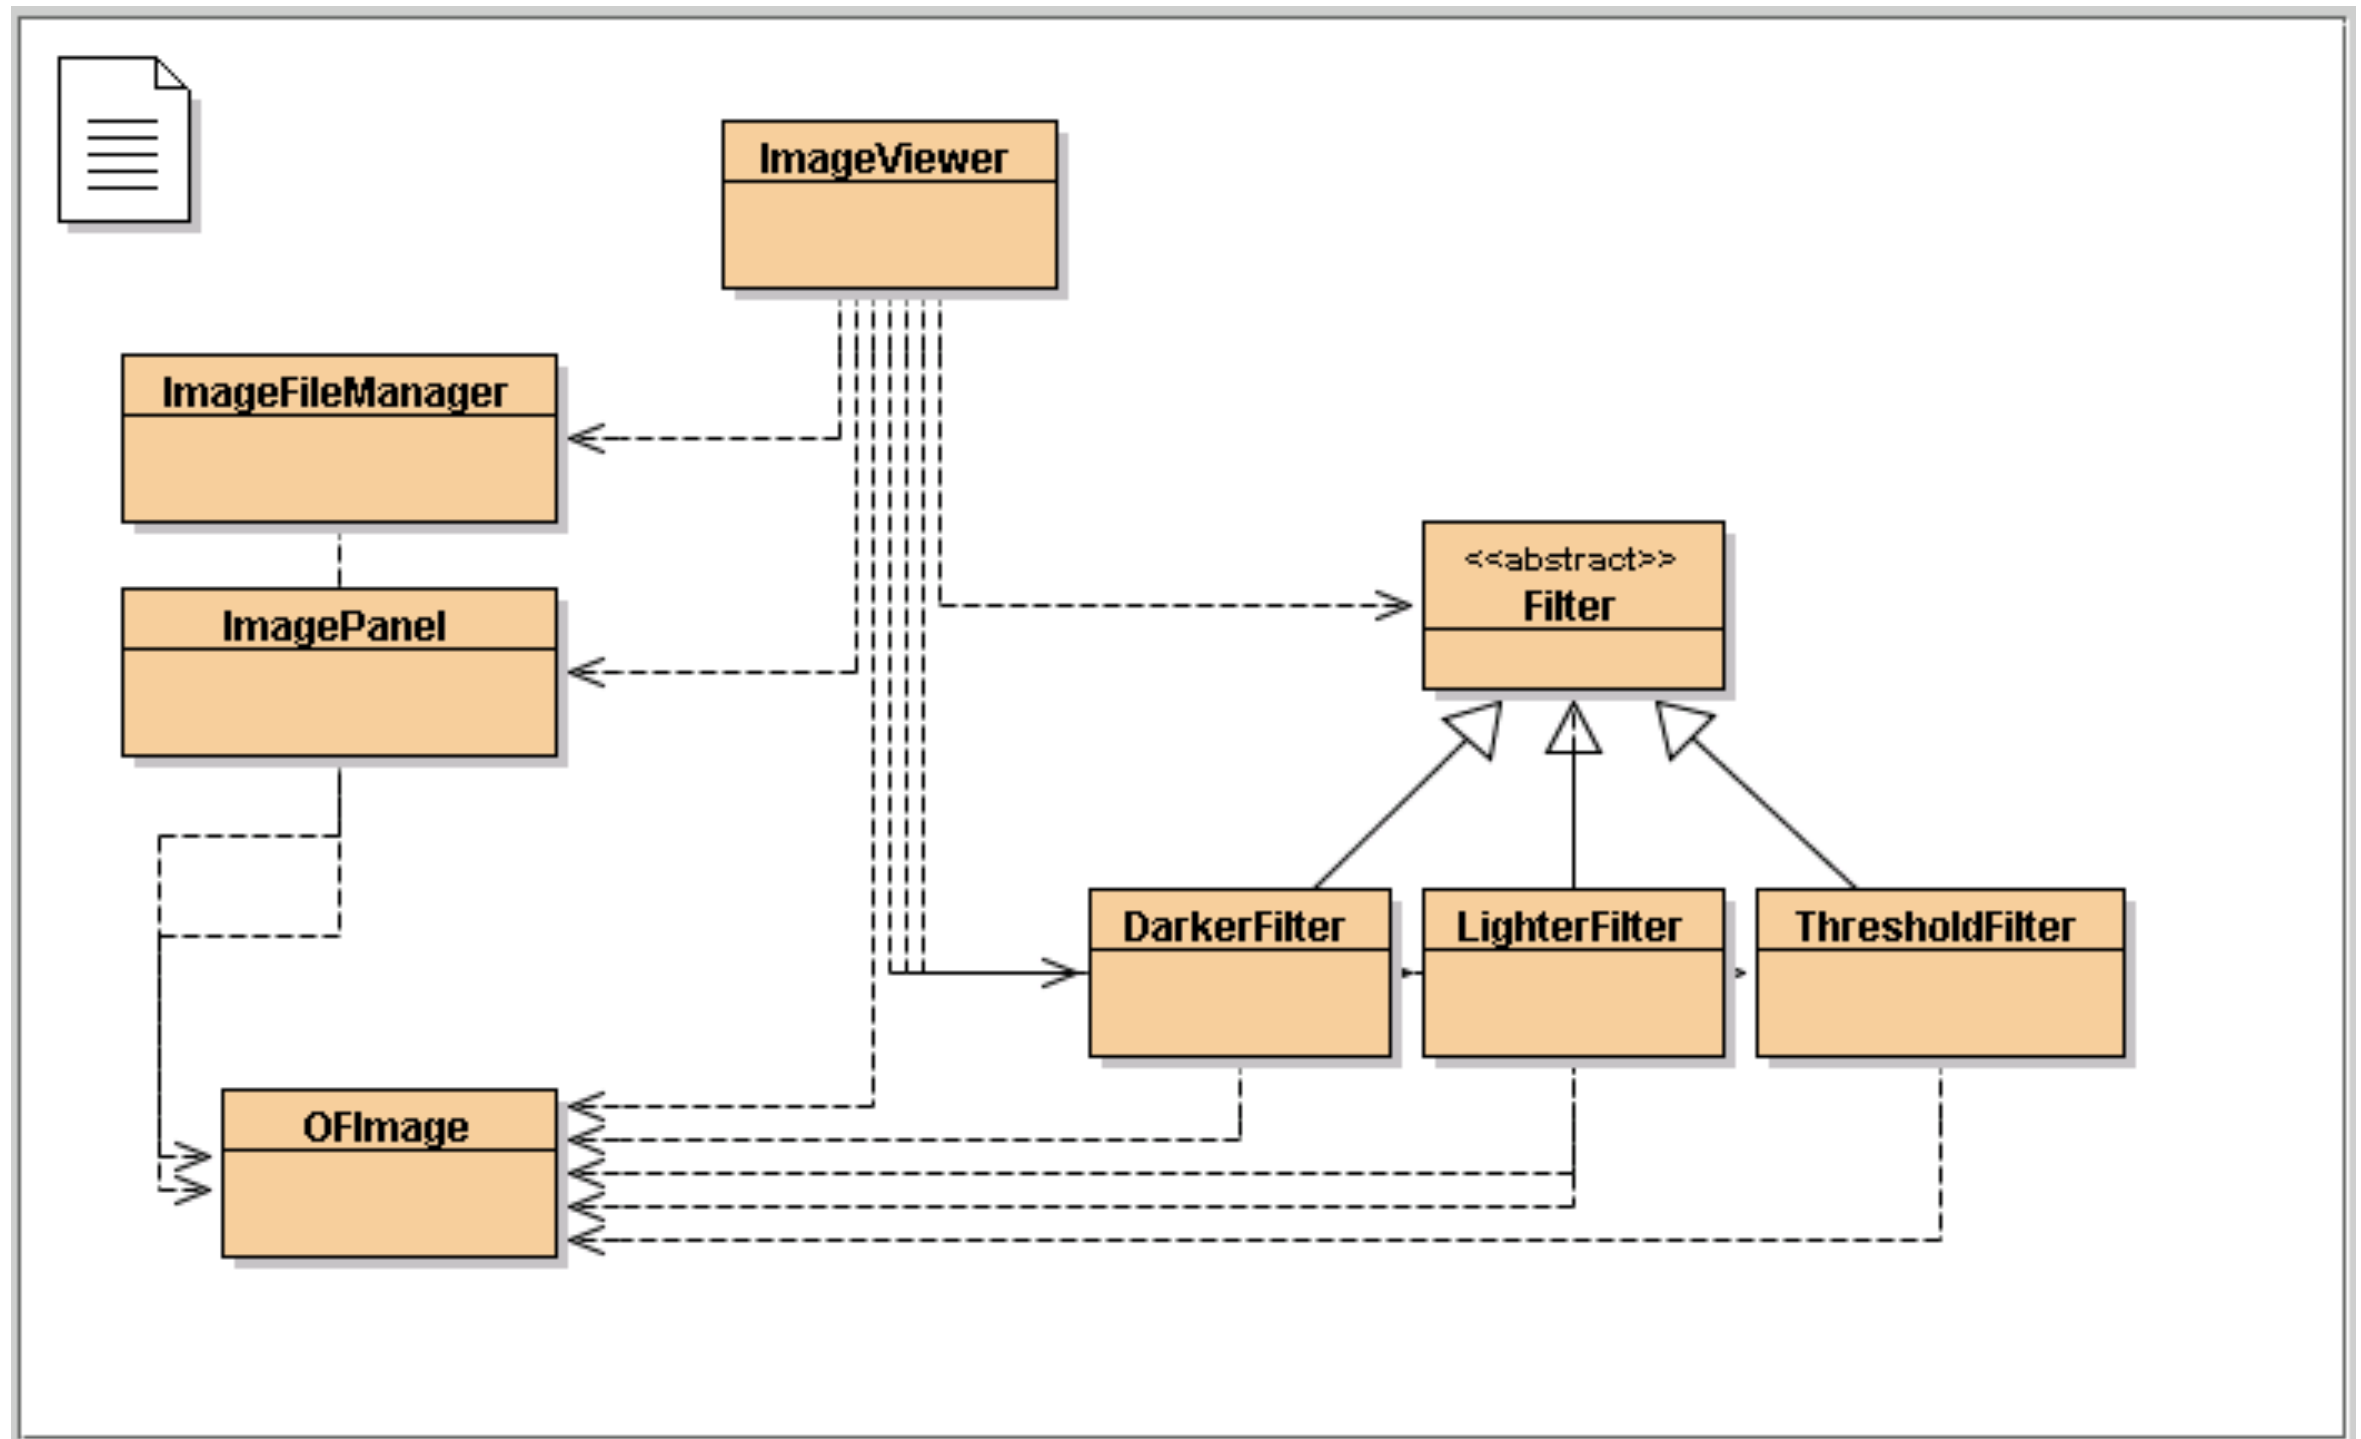 ImageViewer
ImageFileManager
<<abstract>>
Filter
ImagePanel
DarkerFilter
LighterFilter
ThresholdFilter
OFImage